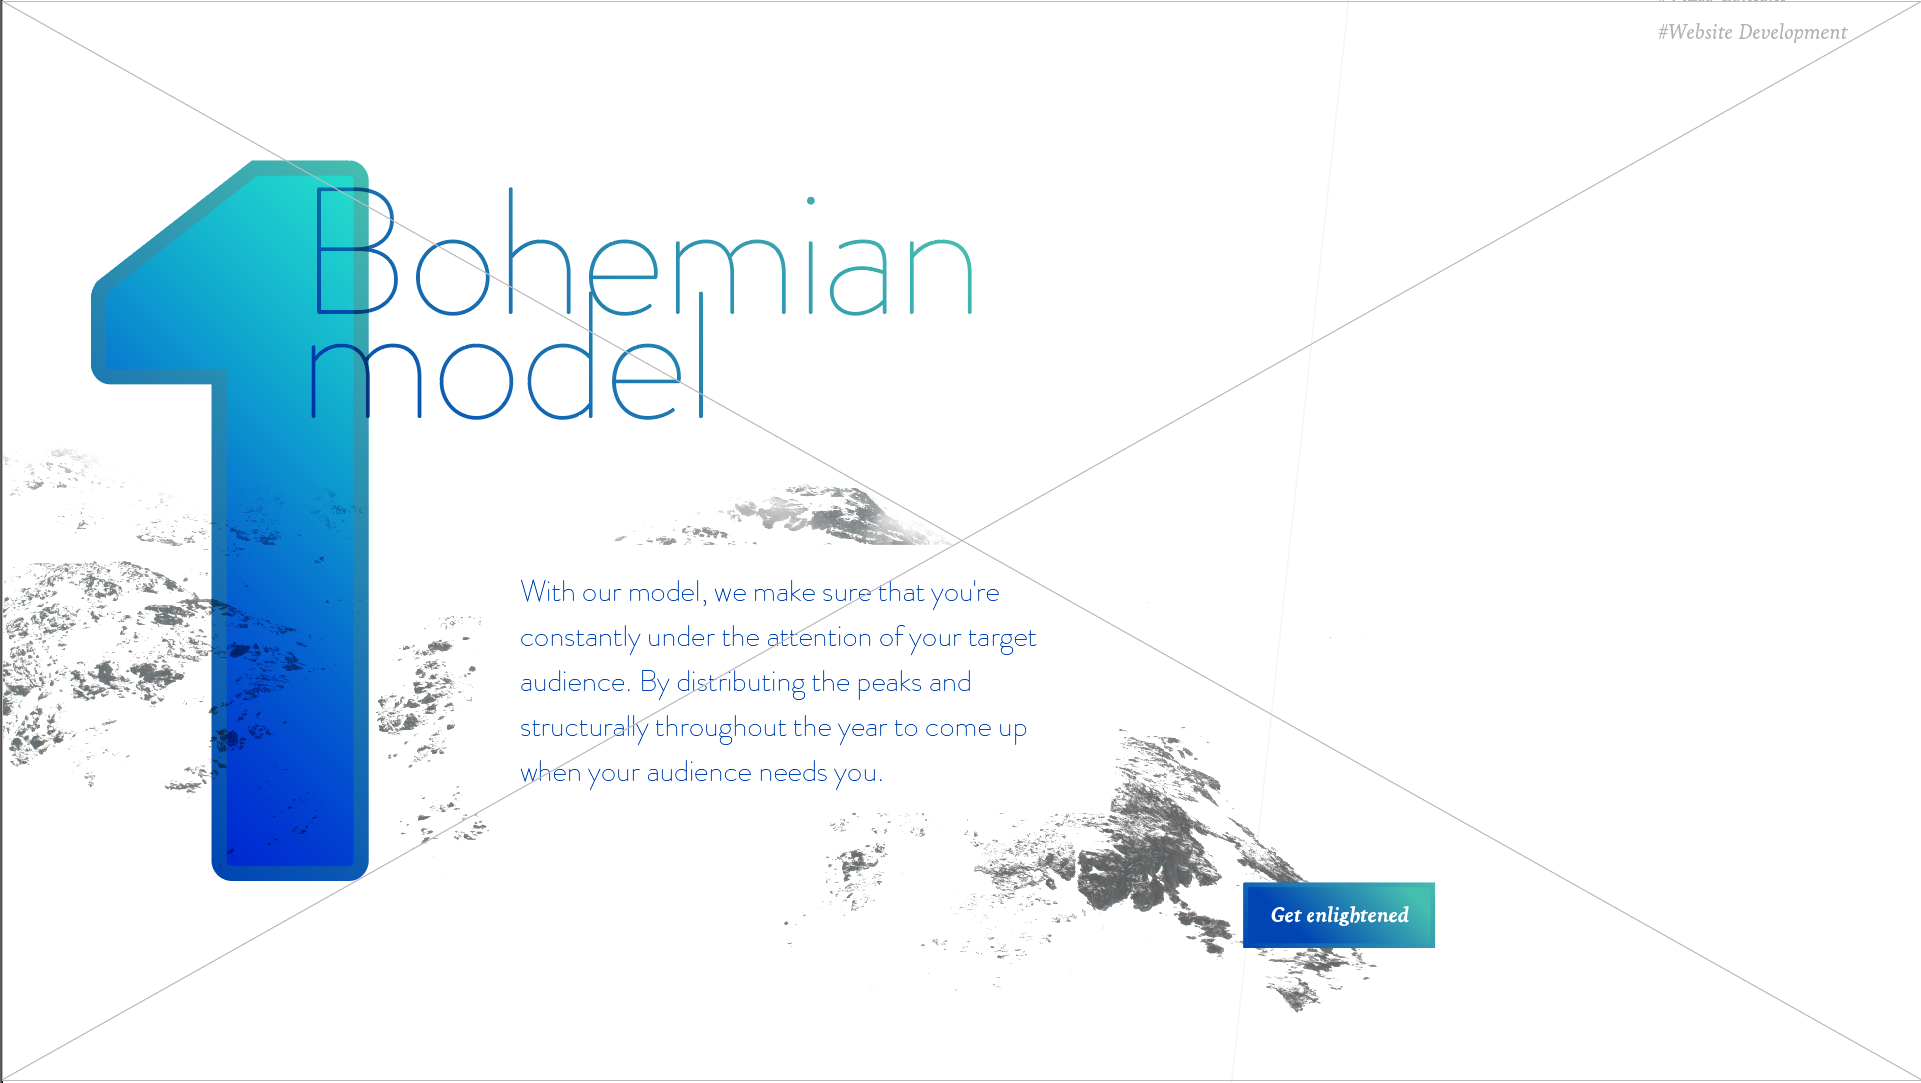 #Website Development
1
Bohemian
model
With our model, we make sure that you're
constantly under the attention of your target
audience. By distributing the peaks and
structurally throughout the year to come up
when your audience needs you.
Get enlightened